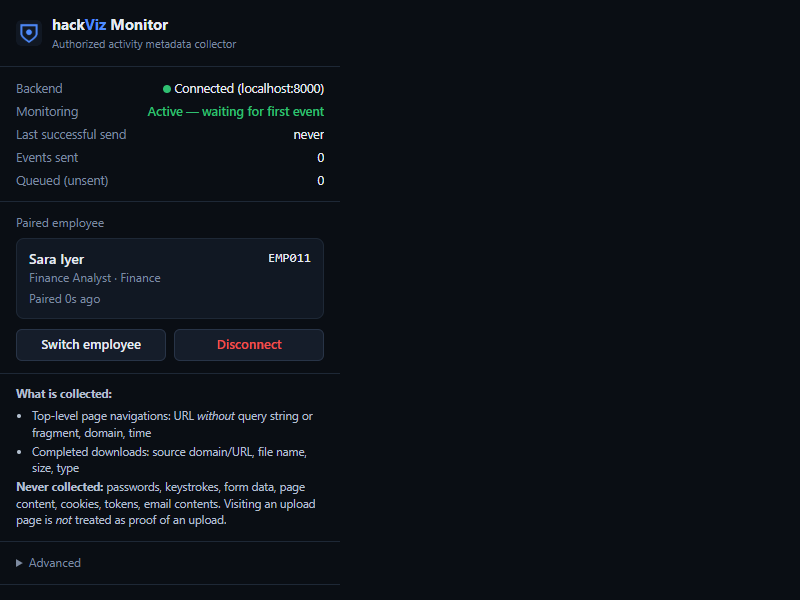 hackViz Monitor
Authorized activity metadata collector
Backend Connected (localhost:8000)
Monitoring Active — waiting for first event
Last successful send never
Events sent 0
Queued (unsent) 0
Paired employee
Sara Iyer EMP011
Finance Analyst · Finance
Paired 0s ago
Switch employee Disconnect
What is collected:
• Top-level page navigations: URL without query string or
fragment, domain, time
• Completed downloads: source domain/URL, file name,
size, type
Never collected: passwords, keystrokes, form data, page
content, cookies, tokens, email contents. Visiting an upload
page is not treated as proof of an upload.
Advanced